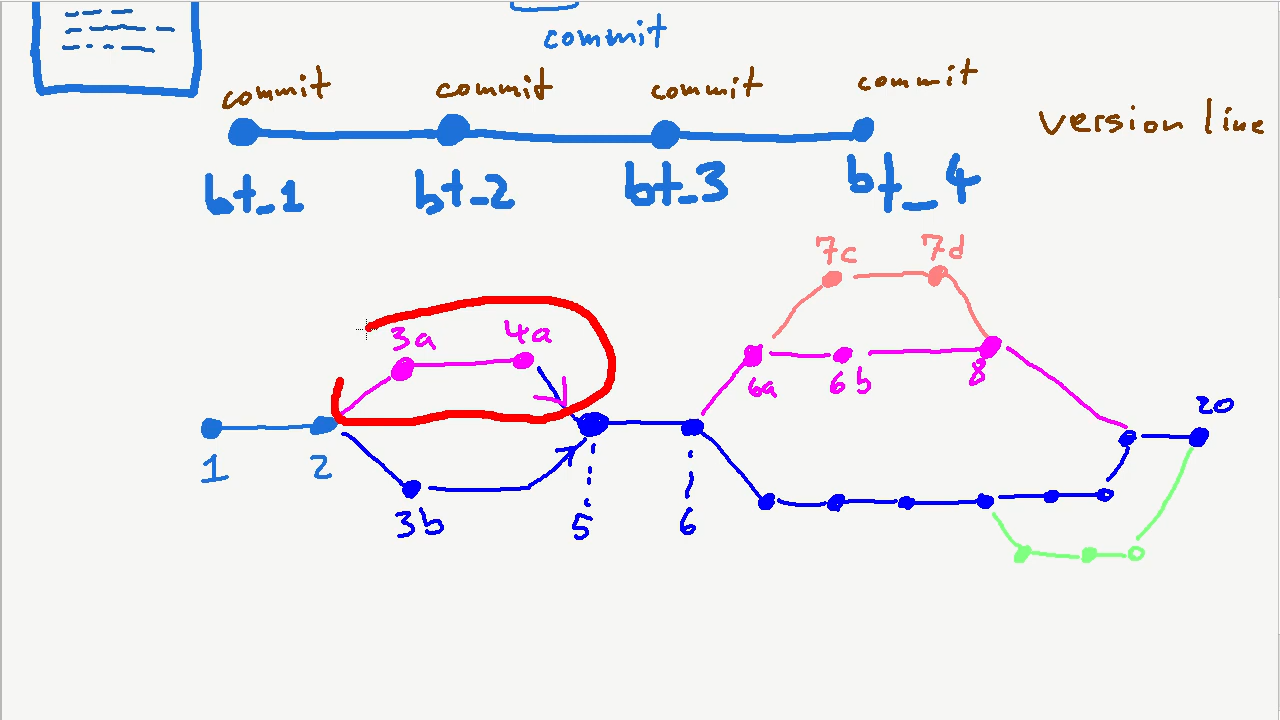 commit
commit commit commit commit
version line
bt_1 bt_2 bt_3 bt_4
7c 7d
3a 4a
6a 6b 8
20
1 2
3b 5 6